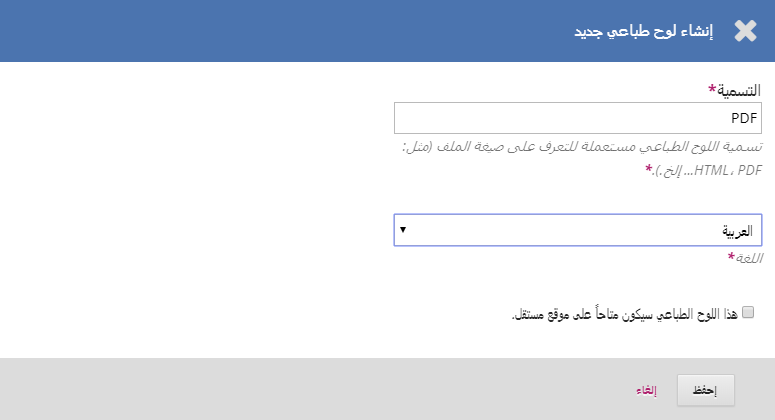 إنشاء لوح طباعي جديد
التسمية*
PDF
تسمية اللوح الطباعي مستعملة للتعرف على صيغة الملف (مثل:
HTML، PDF... إلخ.).*
العربية
اللغة*
هذا اللوح الطباعي سيكون متاحاً على موقع مستقل.
إحفظ إلغاء